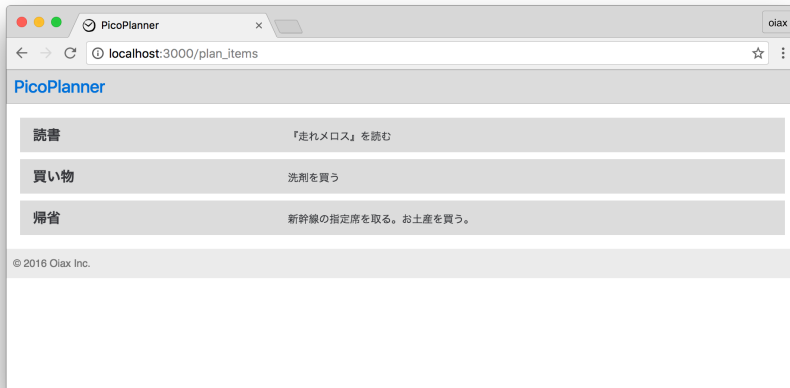 PicoPlanner
oiax
localhost:3000/plan_items
PicoPlanner
読書 『走れメロス』を読む
買い物 洗剤を買う
帰省 新幹線の指定席を取る。お土産を買う。
© 2016 Oiax Inc.